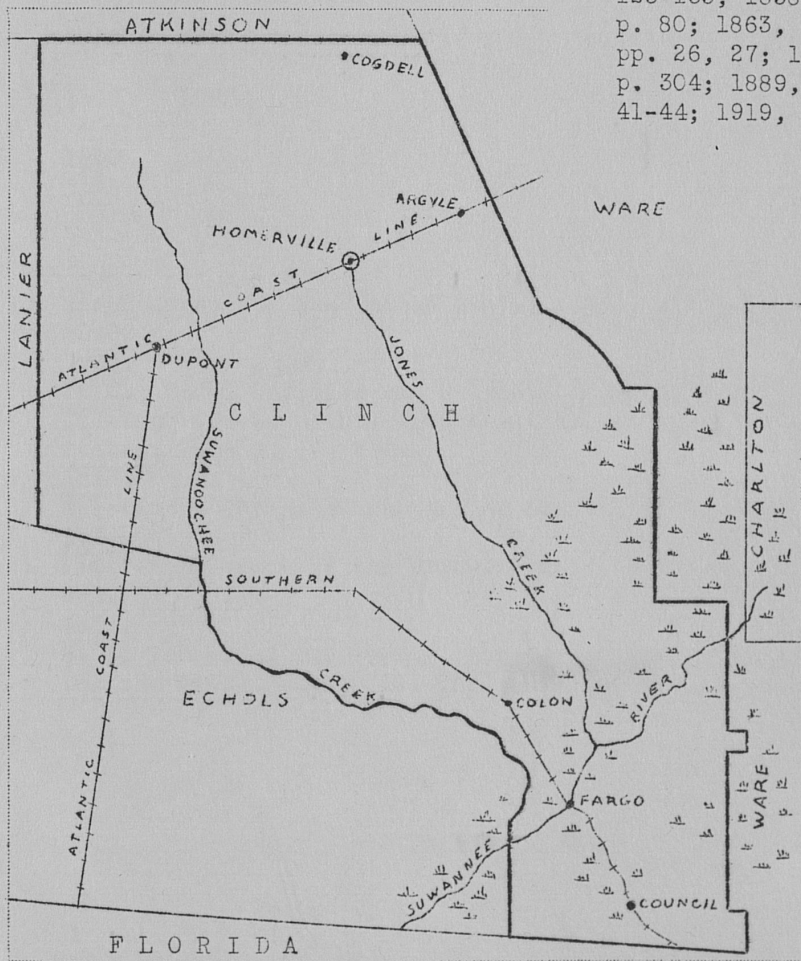 p. 80; 1863,
pp. 26, 27; 1
p. 304; 1889,
41-44; 1919,
ATKINSON
COGDELL
ARGYLE
WARE
HOMERVILLE
LINE
COAST
ATLANTIC
LANIER
DUPONT
JONES
CLINCH
CHARLTON
LINE
SUWANOOCHEE
CREEK
SOUTHERN
COAST
CREEK
ECHOLS
RIVER
COLON
ATLANTIC
FARGO
WARE
SUWANNEE
COUNCIL
FLORIDA